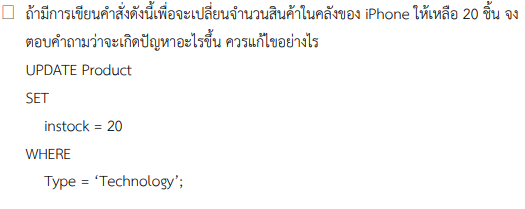 ถ้ามีการเขียนคำสั่งดังนี้เพื่อจะเปลี่ยนจำนวนสินค้าในคลังของ iPhone ให้เหลือ 20 ชิ้น จง
ตอบคำถามว่าจะเกิดปัญหาอะไรขึ้น ควรแก้ไขอย่างไร
UPDATE Product
SET
instock = 20
WHERE
Type = ‘Technology’;